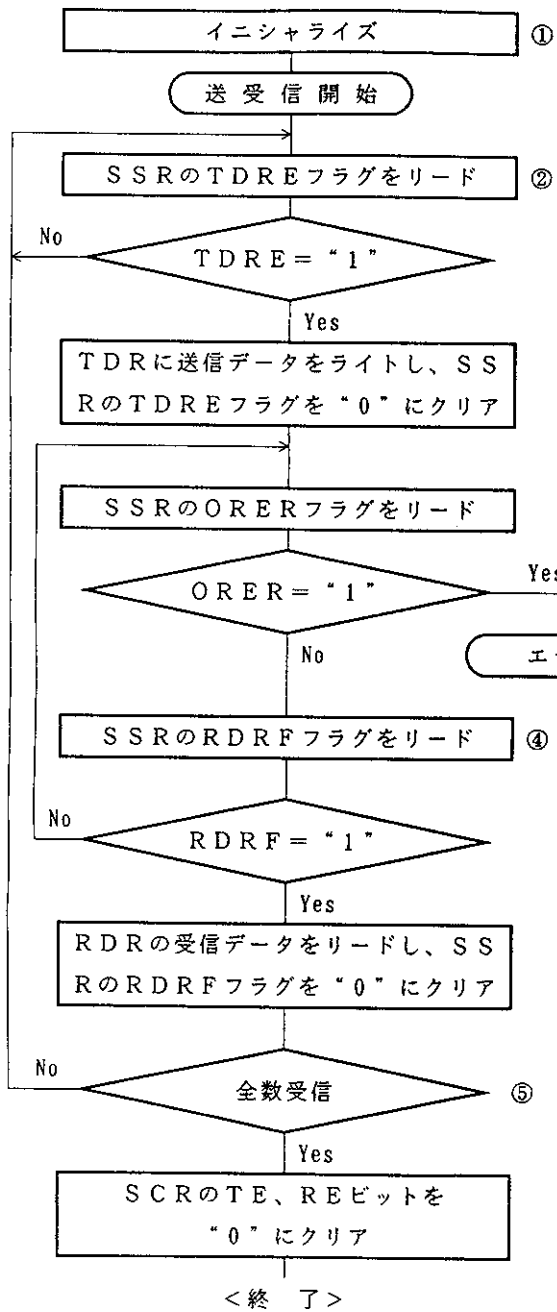 イニシャライズ ①
送 受 信 開 始
SSRのTDREフラグをリード ②
No
TDRE=“1”
Yes
TDRに送信データをライトし、SS
RのTDREフラグを“0”にクリア
SSRのORERフラグをリード
ORER=“1”
Yes
No
エ
SSRのRDRFフラグをリード ④
No
RDRF=“1”
Yes
RDRの受信データをリードし、SS
RのRDRFフラグを“0”にクリア
No
全数受信 ⑤
Yes
SCRのTE、REビットを
“0”にクリア
<終 了>